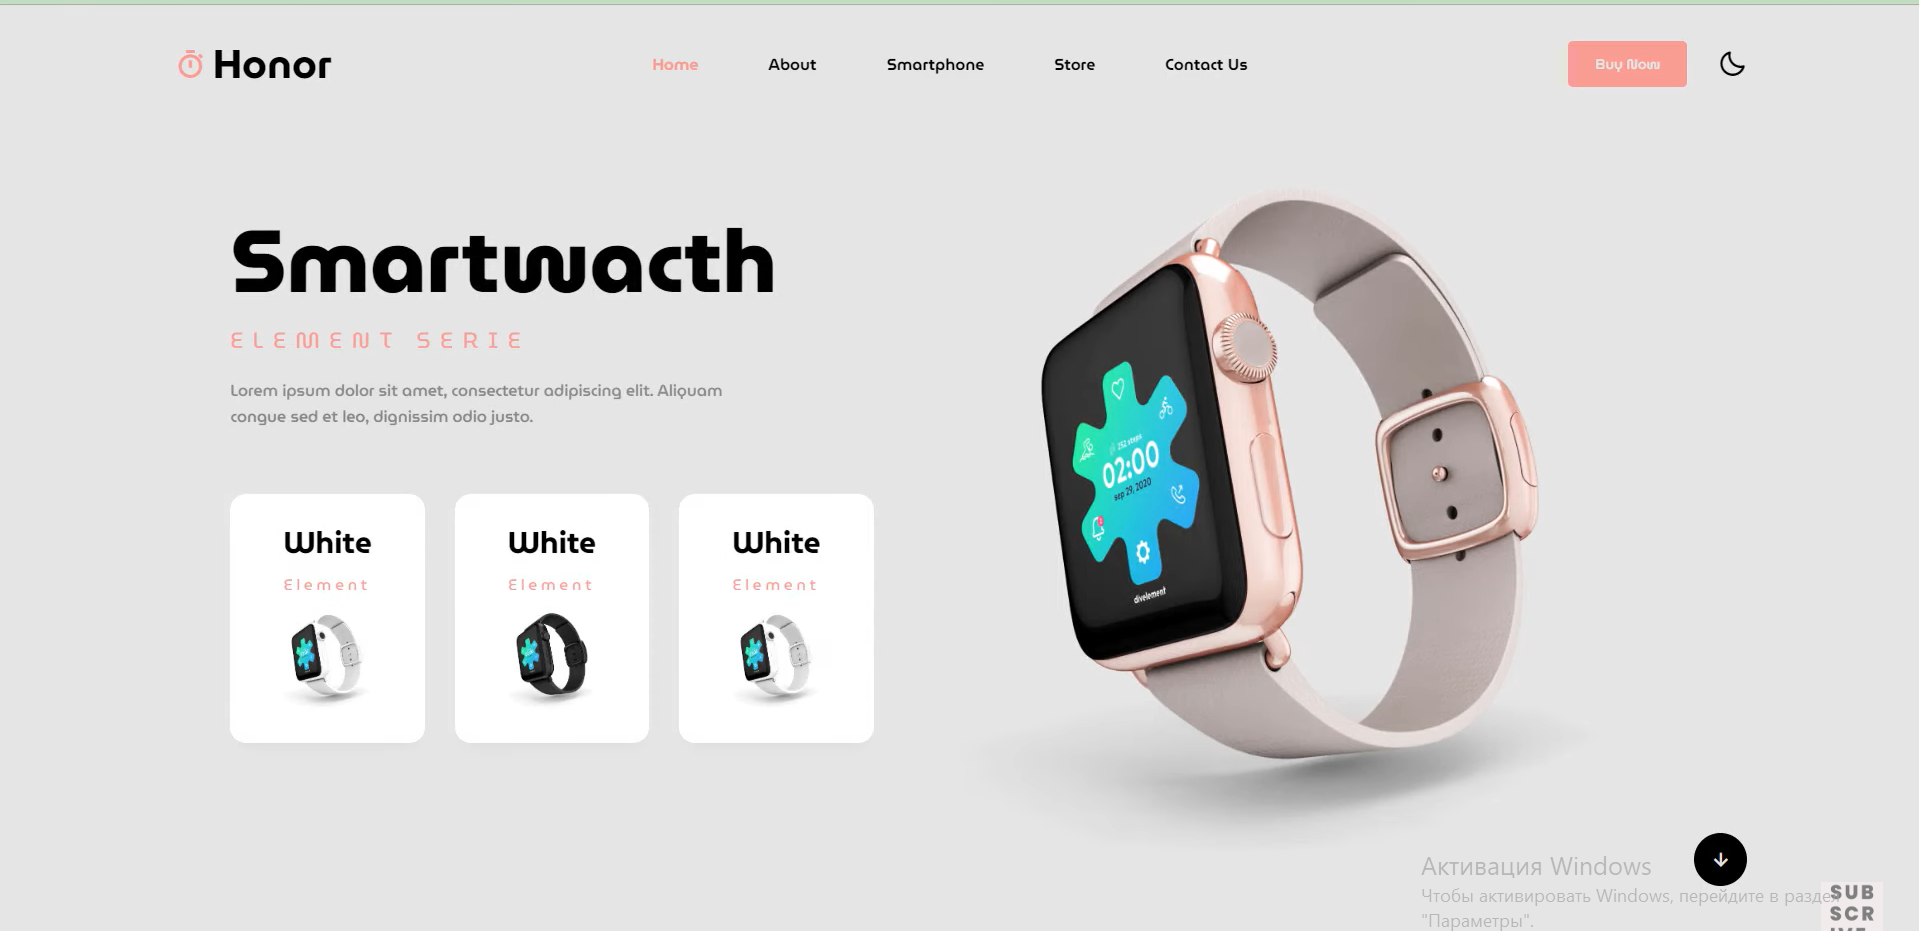 Honor
Home
About
Smartphone
Store
Contact Us
Buy Now
Smartwacth
ELEMENT SERIE
Lorem ipsum dolor sit amet, consectetur adipiscing elit. Aliquam
congue sed et leo, dignissim odio justo.
White
Element
White
Element
White
Element
252 steps
02:00
sep 29, 2020
divelement
Активация Windows
Чтобы активировать Windows, перейдите в раздел
"Параметры".
SUB
SCR